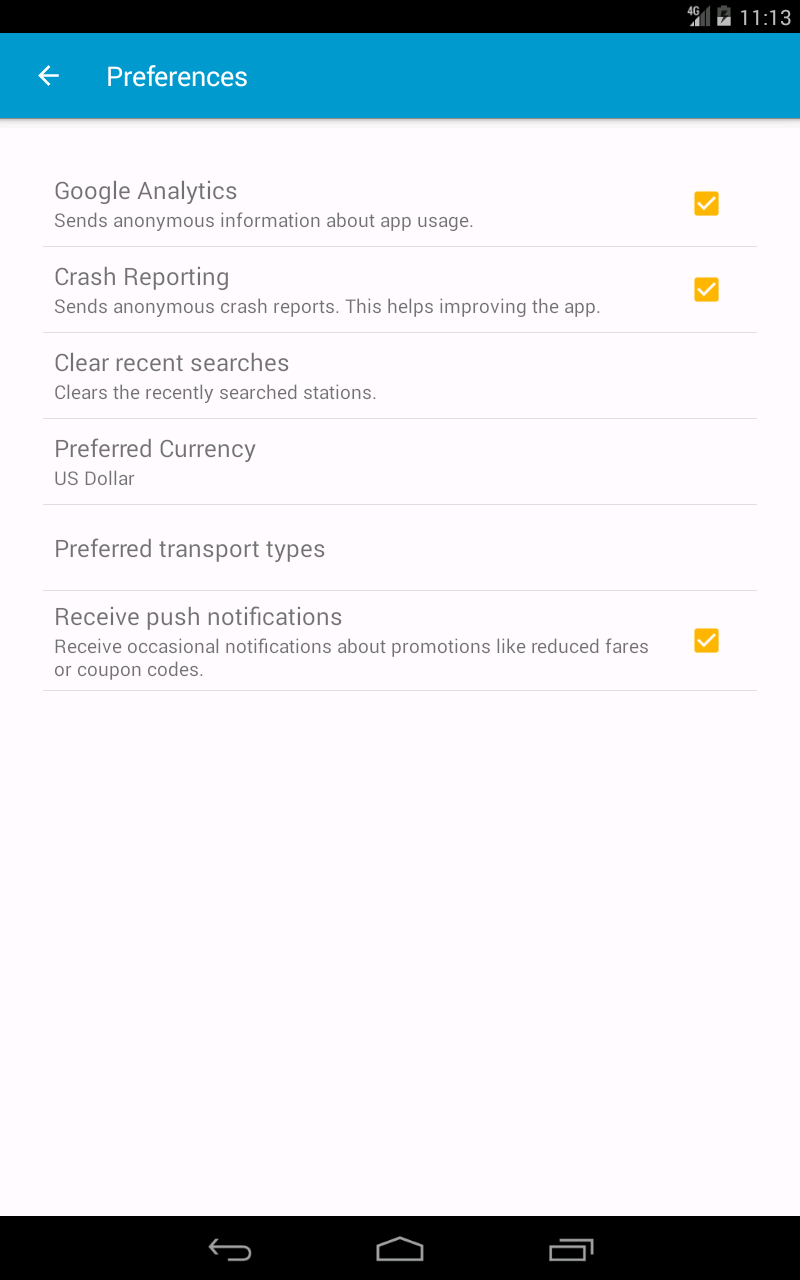 4G 11:13
Preferences
Google Analytics
Sends anonymous information about app usage.
Crash Reporting
Sends anonymous crash reports. This helps improving the app.
Clear recent searches
Clears the recently searched stations.
Preferred Currency
US Dollar
Preferred transport types
Receive push notifications
Receive occasional notifications about promotions like reduced fares
or coupon codes.